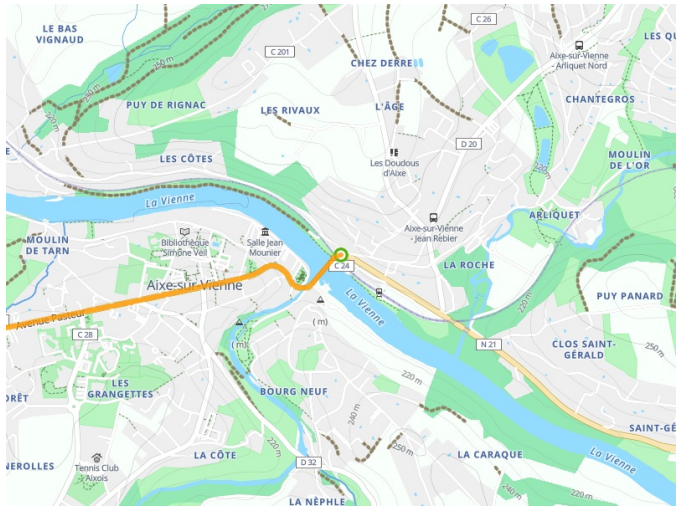 LE BAS
VIGNAUD
250 m
C 201
C 26
Aixe-sur-Vienne
Arliquet Nord
LES QU
CHEZ DERRE
240 m
250 m
PUY DE RIGNAC
LES RIVAUX
L'ÂGE
CHANTEGROS
220 m
D 20
LES CÔTES
Les Doudous
d'Aixe
220 m
MOULIN
DE L'OR
E
La Vienne
MOULIN
DE TARN
Bibliothèque
Simone Veil
Salle Jean
Mounier
Aixe-sur-Vienne
- Jean Rebier
ARLIQUET
C 24
LA ROCHE
Aixe-sur-Vienne
La Vienne
PUY PANARD
220 m
Avenue Pasteur
C 28
( m)
( m)
N 21
CLOS SAINT-
GÉRALD
250 m
LES
GRANGETTES
220 m
ORÊT
BOURG NEUF
240 m
SAINT-GÉ
220 m
250 m
La Vienne
NEROLLES
Tennis Club
Aixois
LA CÔTE
D 32
LA CARAQUE
240 m
220 m
LA NÈPHLE